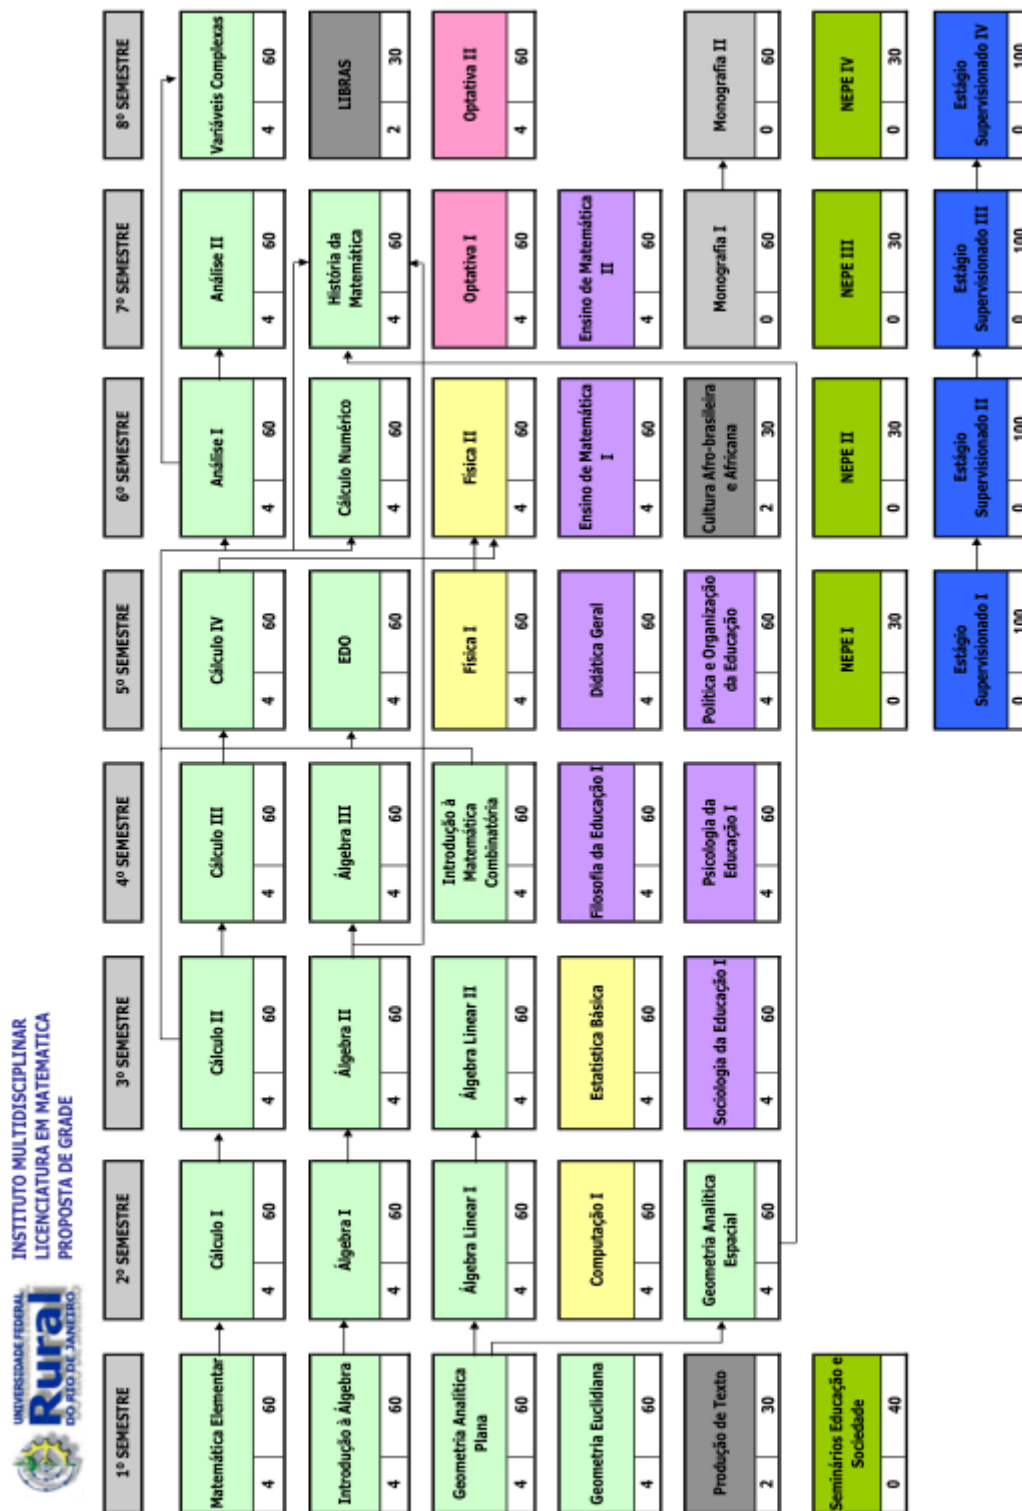 UNIVERSIDADE FEDERAL
Rural
DO RIO DE JANEIRO
INSTITUTO MULTIDISCIPLINAR
LICENCIATURA EM MATEMATICA
PROPOSTA DE GRADE
1º SEMESTRE
Matemática Elementar
4 60
Introdução à Álgebra
4 60
Geometria Analítica
Plana
4 60
Geometria Euclidiana
4 60
Produção de Texto
2 30
Seminários Educação e
Sociedade
0 40
2º SEMESTRE
Cálculo I
4 60
Álgebra I
4 60
Álgebra Linear I
4 60
Computação I
4 60
Geometria Analítica
Espacial
4 60
3º SEMESTRE
Cálculo II
4 60
Álgebra II
4 60
Álgebra Linear II
4 60
Estatística Básica
4 60
Sociologia da Educação I
4 60
4º SEMESTRE
Cálculo III
4 60
Álgebra III
4 60
Introdução à
Matemática
Combinatória
4 60
Filosofia da Educação I
4 60
Psicologia da
Educação I
4 60
5º SEMESTRE
Cálculo IV
4 60
EDO
4 60
Física I
4 60
Didática Geral
4 60
Política e Organização
da Educação
4 60
NEPE I
0 30
Estágio
Supervisionado I
0 100
6º SEMESTRE
Análise I
4 60
Cálculo Numérico
4 60
Física II
4 60
Ensino de Matemática
I
4 60
Cultura Afro-brasileira
e Africana
2 30
NEPE II
0 30
Estágio
Supervisionado II
0 100
7º SEMESTRE
Análise II
4 60
História da
Matemática
4 60
Optativa I
4 60
Ensino de Matemática
II
4 60
Monografia I
0 60
NEPE III
0 30
Estágio
Supervisionado III
0 100
8º SEMESTRE
Variáveis Complexas
4 60
LIBRAS
2 30
Optativa II
4 60
Monografia II
0 60
NEPE IV
0 30
Estágio
Supervisionado IV
0 100